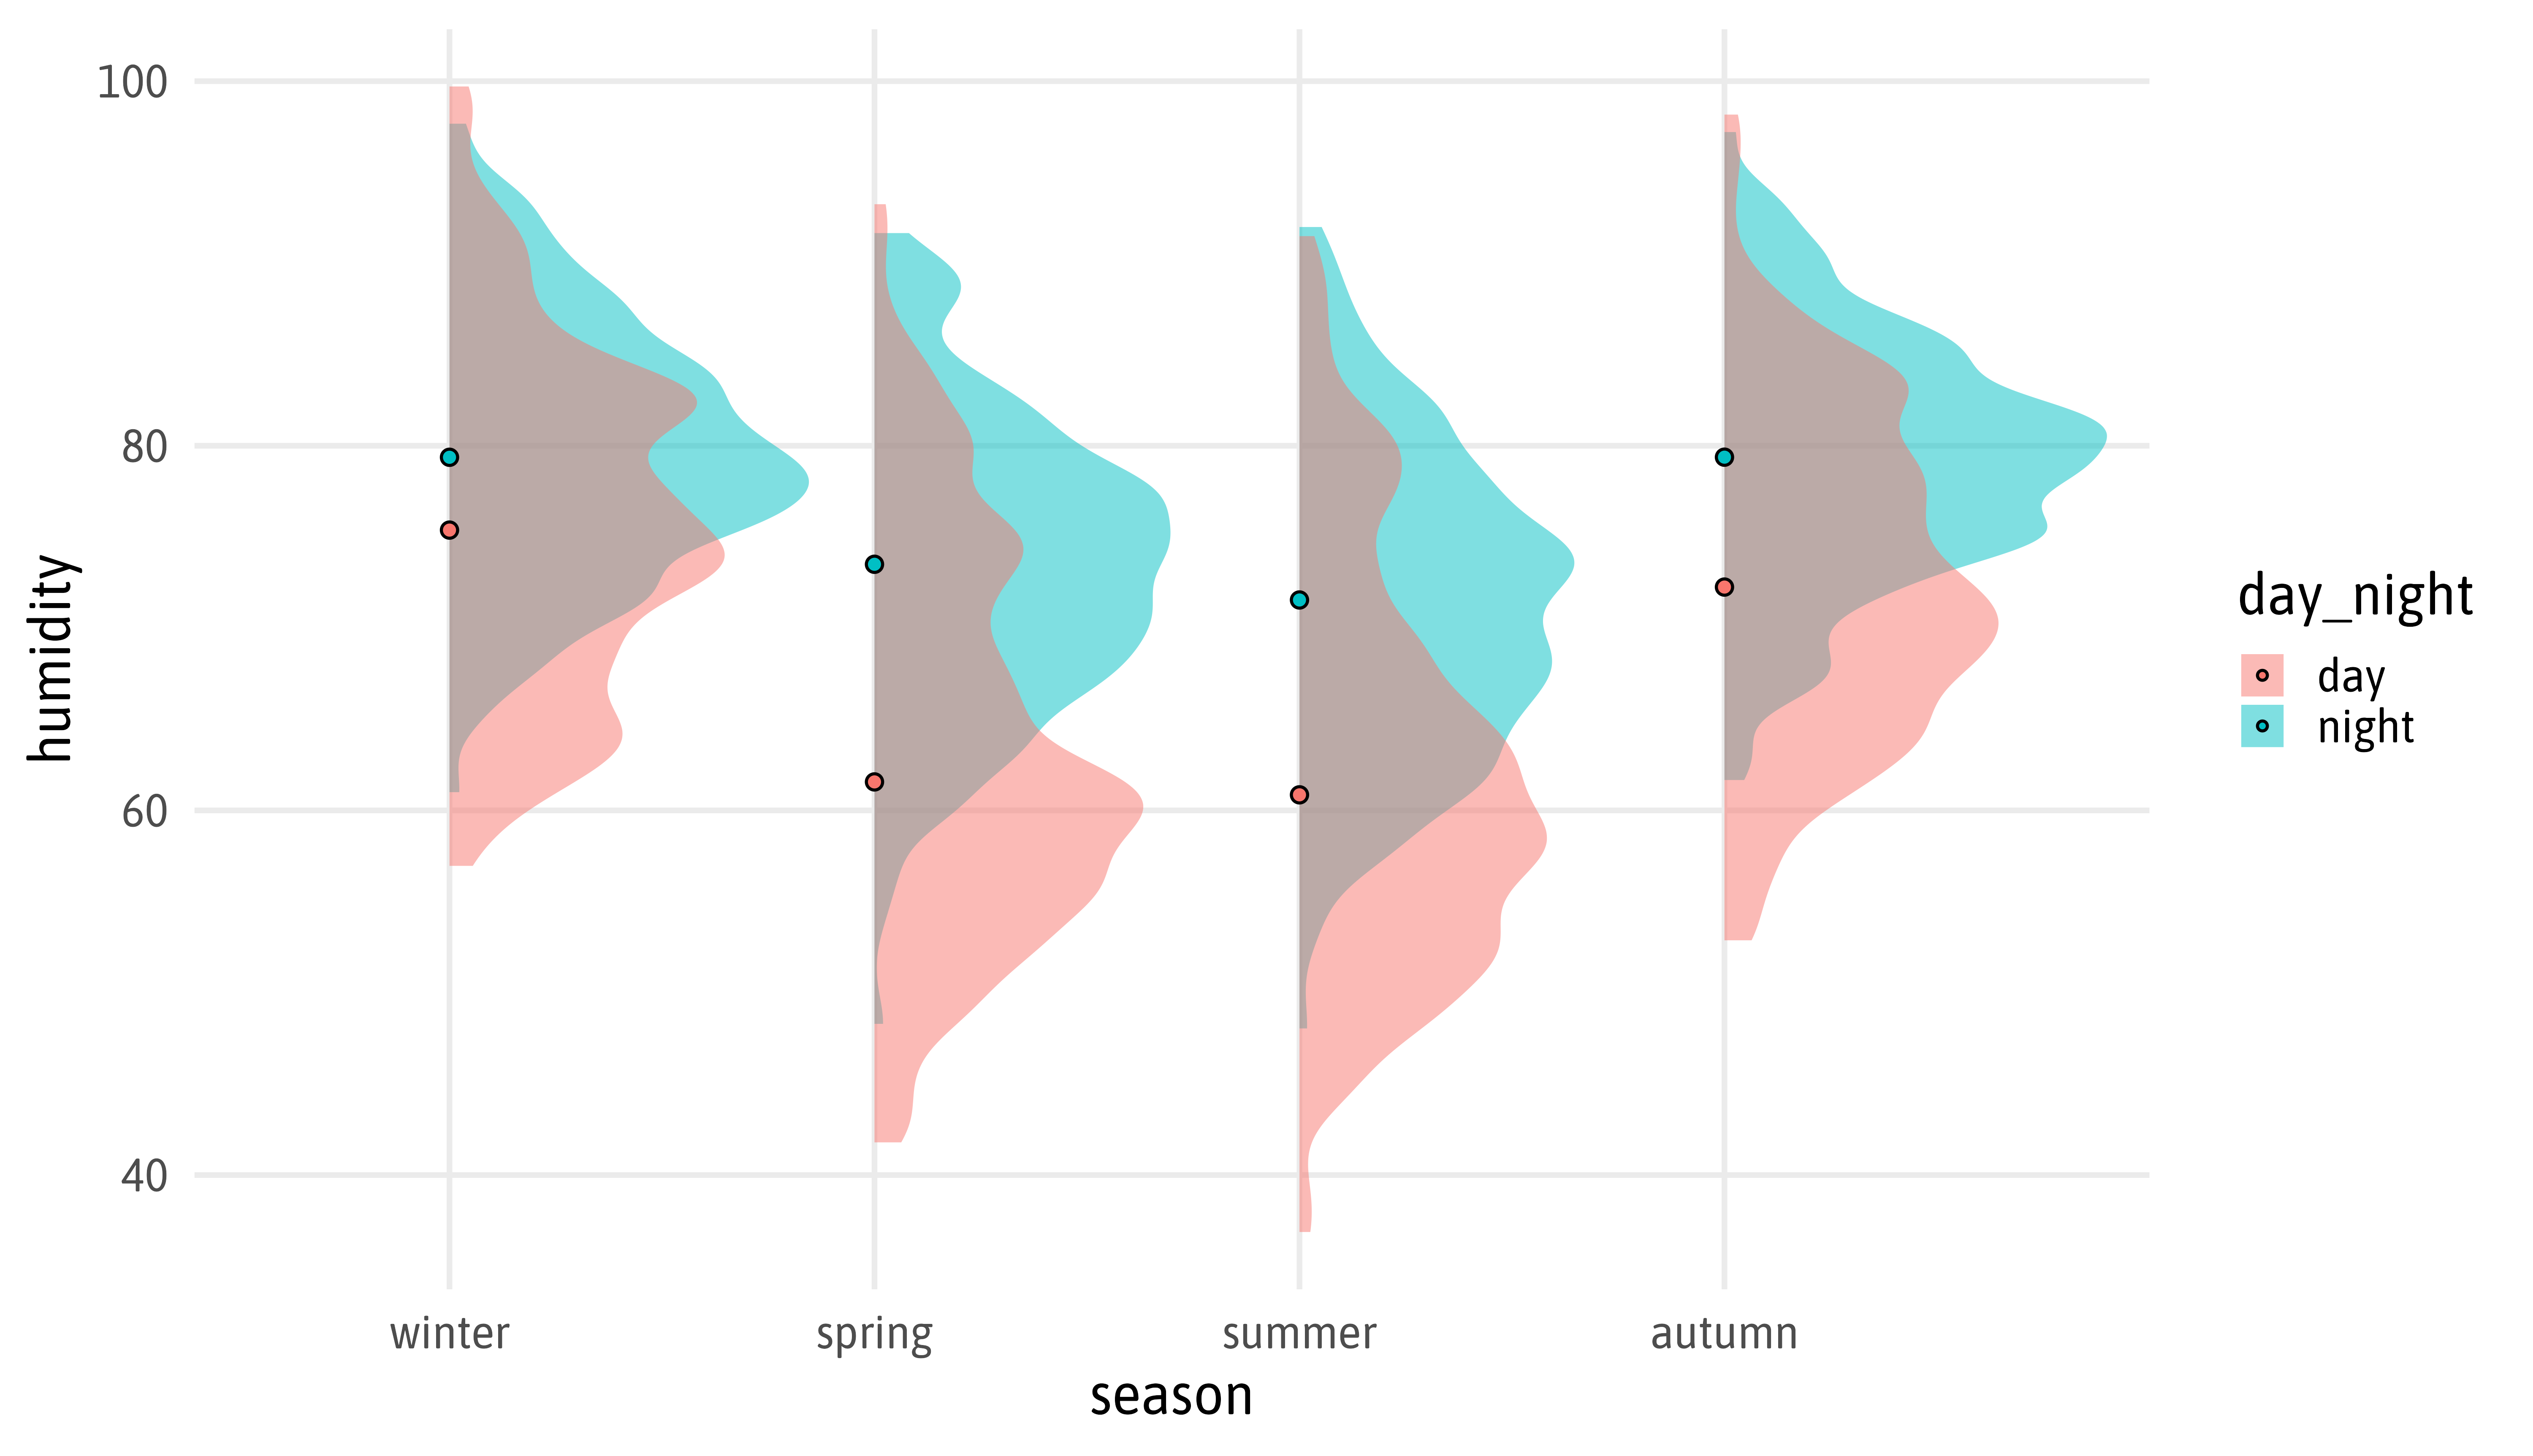 100
80
60
40
humidity
winter
spring
summer
autumn
season
day_night
day
night